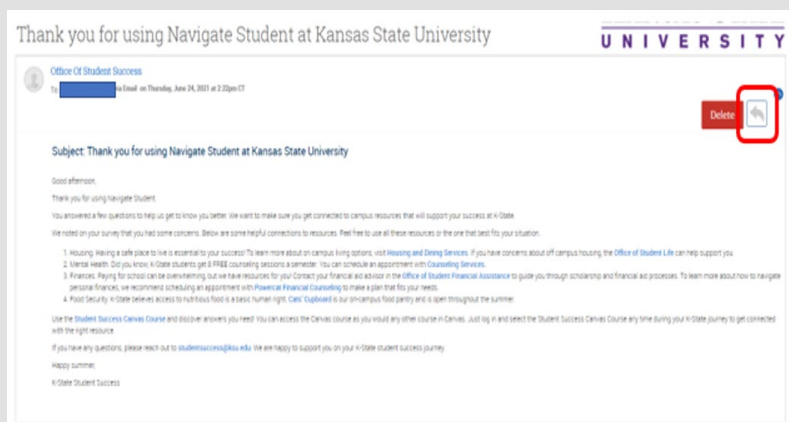 Thank you for using Navigate Student at Kansas State University
UNIVERSITY
Office Of Student Success
To via Email on Thursday, June 24, 2021 at 2:22pm CT
Delete
Subject: Thank you for using Navigate Student at Kansas State University
Good afternoon,
Thank you for using Navigate Student.
You answered a few questions to help us get to know you better. We want to make sure you get connected to campus resources that will support your success at K-State.
We noted on your survey that you had some concerns. Below are some helpful connections to resources. Feel free to use all these resources or the one that best fits your situation.
1. Housing. Having a safe place to live is essential to your success! To learn more about on campus living options, visit Housing and Dining Services. If you have concerns about off campus housing, the Office of Student Life can help support you.
2. Mental Health. Did you know, K-State students get 8 FREE counseling sessions a semester. You can schedule an appointment with Counseling Services.
3. Finances. Paying for school can be overwhelming, but we have resources for you! Contact your financial aid advisor in the Office of Student Financial Assistance to guide you through scholarship and financial aid processes. To learn more about how to navigate
personal finances, we recommend scheduling an appointment with Powercat Financial Counseling to make a plan that fits your needs.
4. Food Security. K-State believes access to nutritious food is a basic human right. Cats' Cupboard is our on-campus food pantry and is open throughout the summer.
Use the Student Success Canvas Course and discover answers you need! You can access the Canvas course as you would any other course in Canvas. Just log in and select the Student Success Canvas Course any time during your K-State journey to get connected
with the right resource.
If you have any questions, please reach out to studentsuccess@ksu.edu. We are happy to support you on your K-State student success journey.
Happy summer,
K-State Student Success